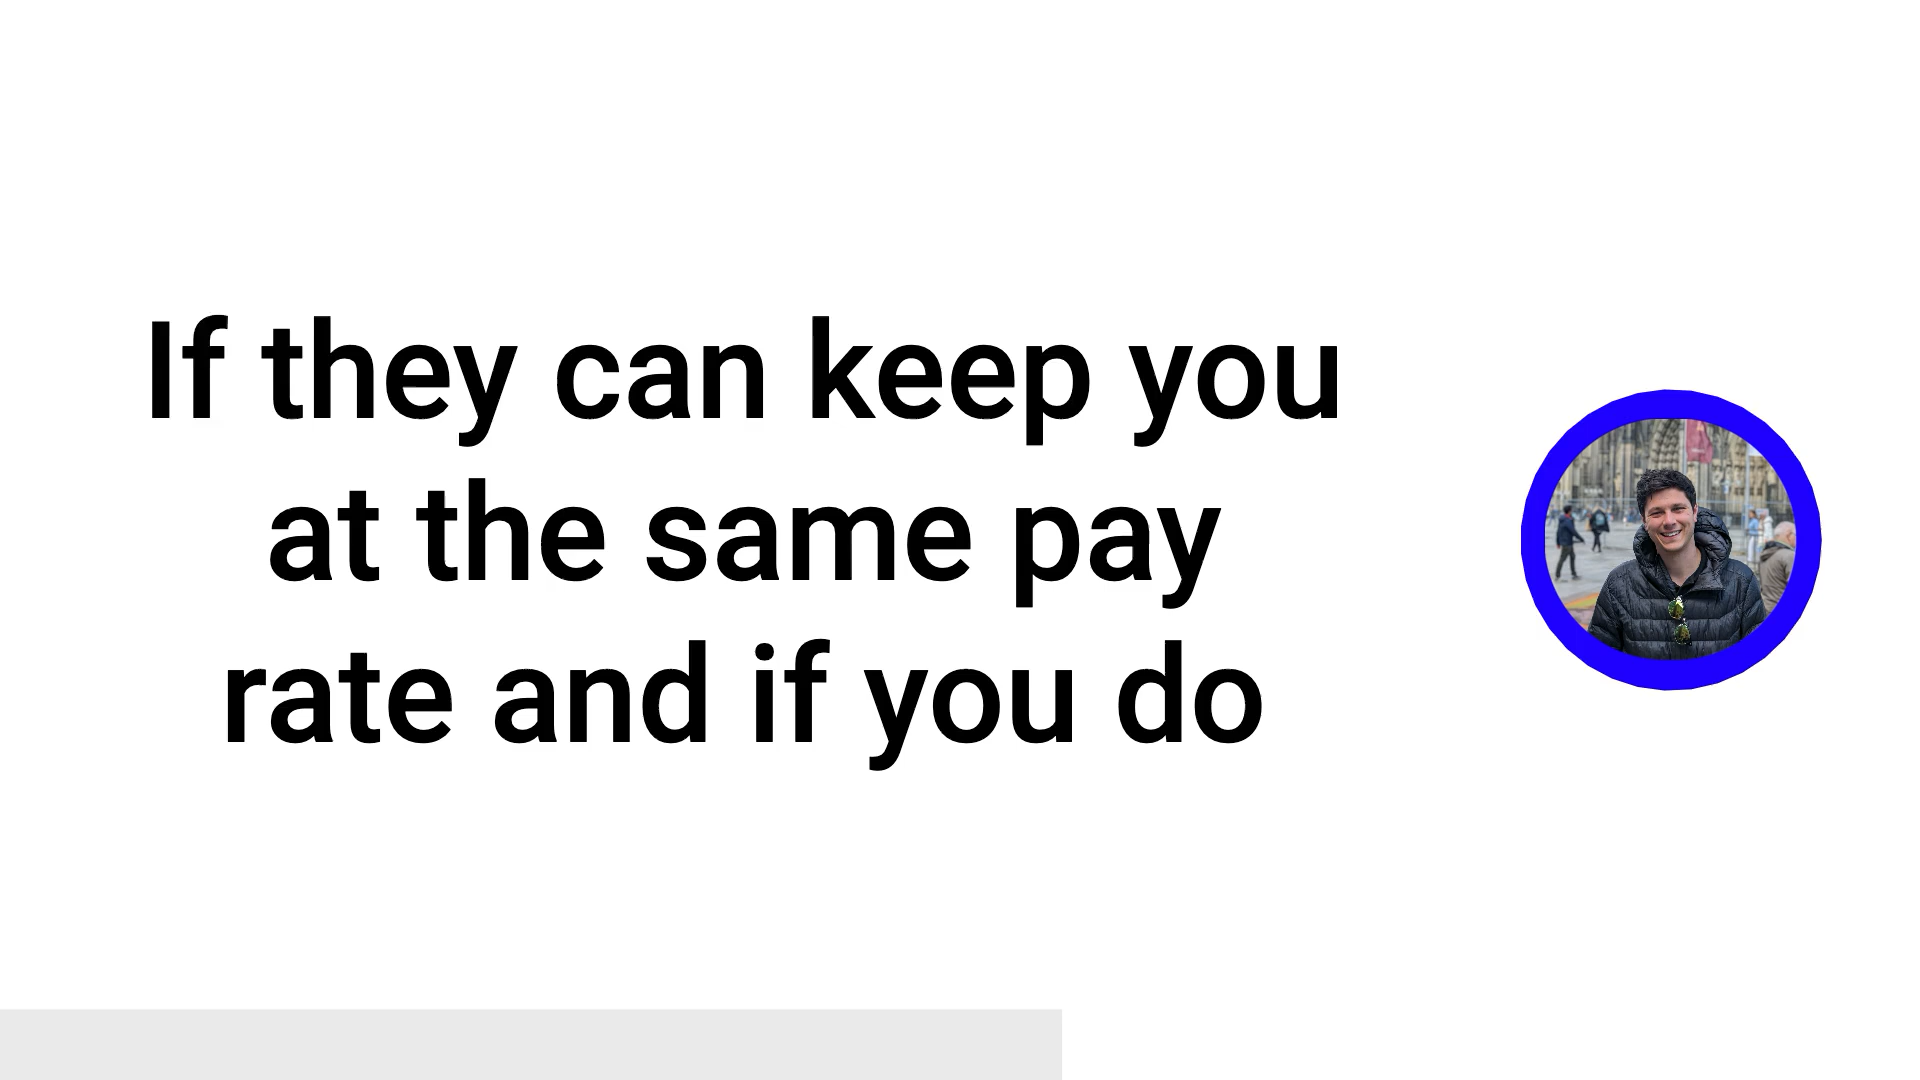 If they can keep you
at the same pay
rate and if you do